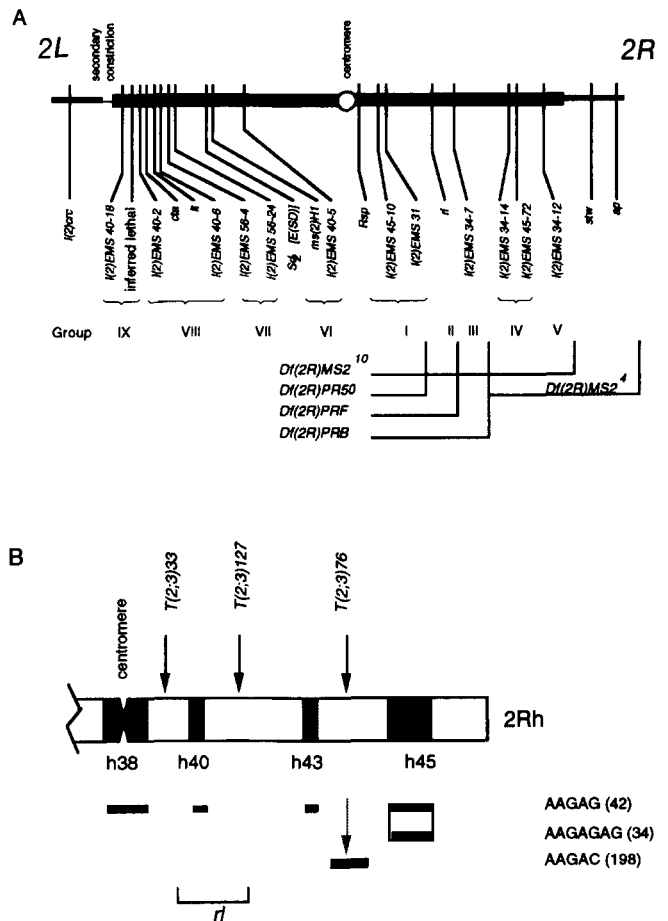 A
2L
secondary constriction
centromere
2R
l(2)crc
l(2)EMS 40-18
inferred lethal
l(2)EMS 40-2
cta
lt
l(2)EMS 40-6
l(2)EMS 56-4
l(2)EMS 56-24
[E(SD)]
ms(2)H1
l(2)EMS 40-5
Rsp
l(2)EMS 45-10
l(2)EMS 31
rl
l(2)EMS 34-7
l(2)EMS 34-14
l(2)EMS 45-72
l(2)EMS 34-12
stw
ap
Group IX VIII VII VI I II III IV V
Df(2R)MS2 10
Df(2R)PR50
Df(2R)MS2 4
Df(2R)PRF
Df(2R)PRB
B
centromere
T(2;3)33
T(2;3)127
T(2;3)76
2Rh
h38 h40 h43 h45
AAGAG (42)
AAGAGAG (34)
AAGAC (198)
rl